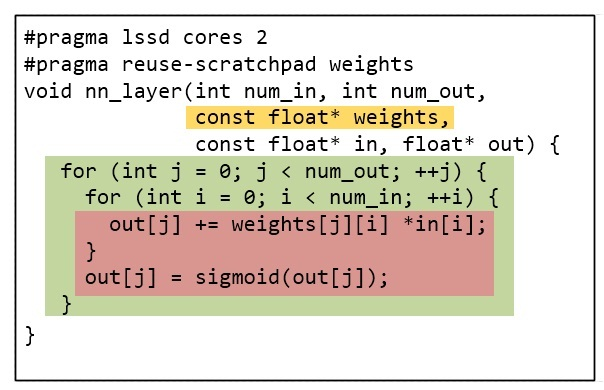 #pragma lssd cores 2
#pragma reuse-scratchpad weights
void nn_layer(int num_in, int num_out,
              const float* weights,
              const float* in, float* out) {
   for (int j = 0; j < num_out; ++j) {
     for (int i = 0; i < num_in; ++i) {
       out[j] += weights[j][i] *in[i];
     }
     out[j] = sigmoid(out[j]);
   }
}